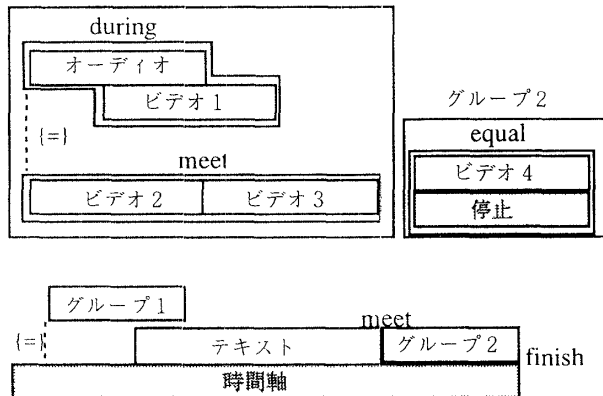 during
オーディオ
ビデオ1
{=}
meet
ビデオ2
ビデオ3
グループ2
equal
ビデオ4
停止
グループ1
{=}
meet
テキスト
グループ2
finish
時間軸